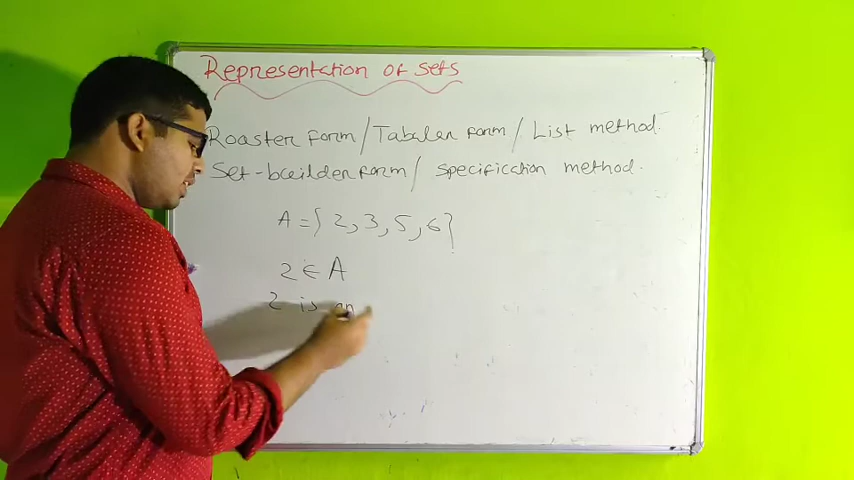 Representation of sets
Roaster form/Tabular form/List method.
Set-builder form/ specification method.
A = { 2, 3, 5, 6}
2 ∈ A
2 is an